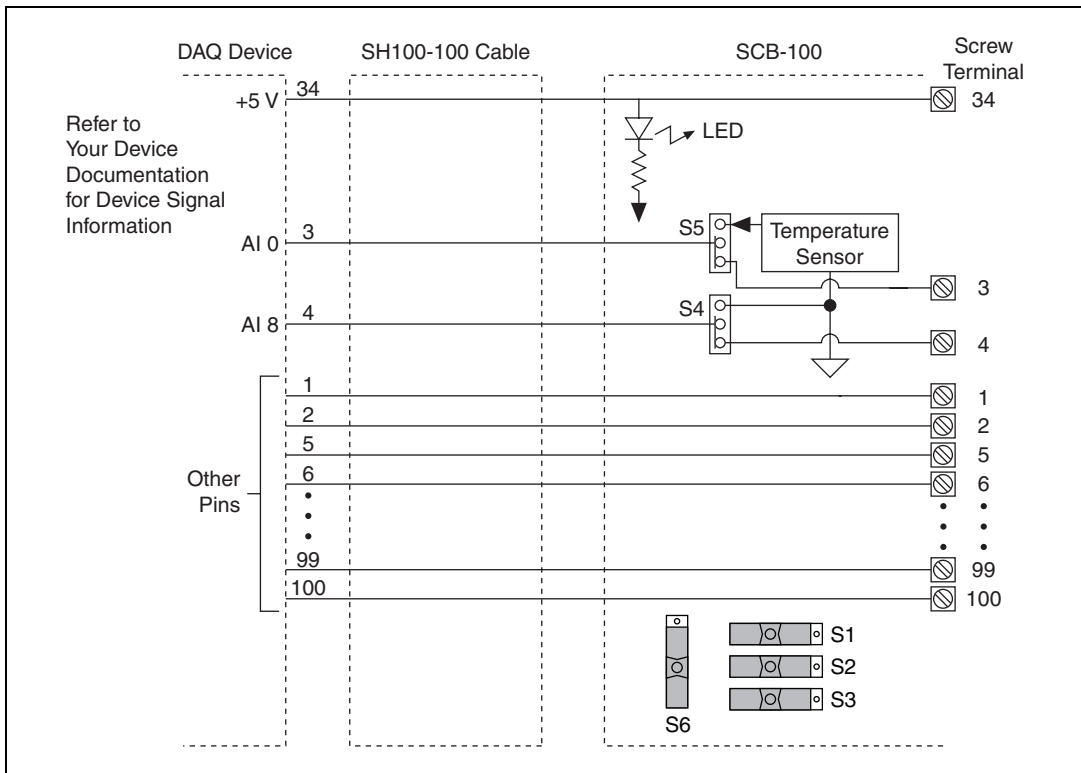 DAQ Device
SH100-100 Cable
SCB-100
Screw
Terminal
+5 V
34
34
Refer to
Your Device
Documentation
for Device Signal
Information
LED
AI 0
3
S5
Temperature
Sensor
3
AI 8
4
S4
4
1
1
2
2
5
5
6
6
Other
Pins
99
99
100
100
S1
S2
S3
S6